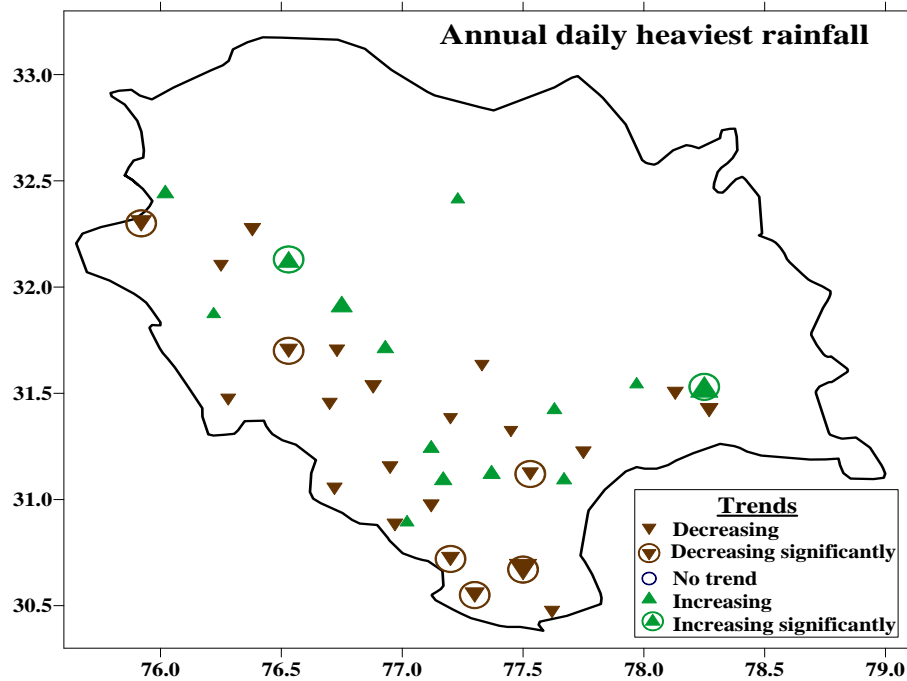 Annual daily heaviest rainfall
33.0
32.5
32.0
31.5
31.0
30.5
Trends
Decreasing
Decreasing significantly
No trend
Increasing
Increasing significantly
76.0 76.5 77.0 77.5 78.0 78.5 79.0